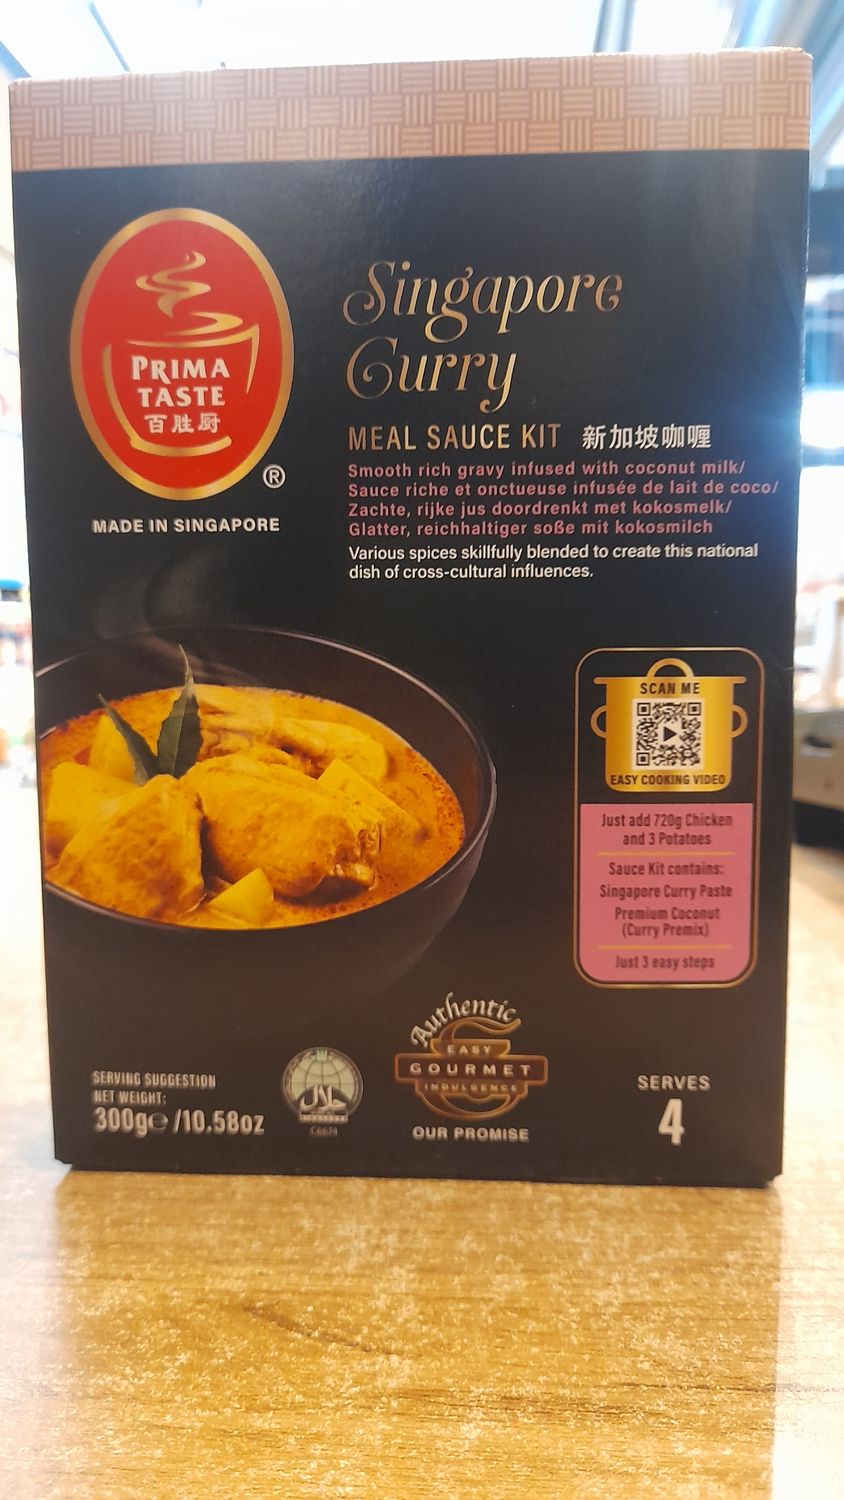 PRIMA
TASTE
百胜厨
®
MADE IN SINGAPORE
Singapore
Curry
MEAL SAUCE KIT 新加坡咖喱
Smooth rich gravy infused with coconut milk/
Sauce riche et onctueuse infusée de lait de coco/
Zachte, rijke jus doordrenkt met kokosmelk/
Glatter, reichhaltiger soße mit kokosmilch
Various spices skillfully blended to create this national
dish of cross-cultural influences.
SCAN ME
EASY COOKING VIDEO
Just add 720g Chicken
and 3 Potatoes
Sauce Kit contains:
Singapore Curry Paste
Premium Coconut
(Curry Premix)
Just 3 easy steps
SERVING SUGGESTION
NET WEIGHT:
300g℮ /10.58oz
حلال
Authentic
EASY
GOURMET
INDULGENCE
OUR PROMISE
SERVES
4